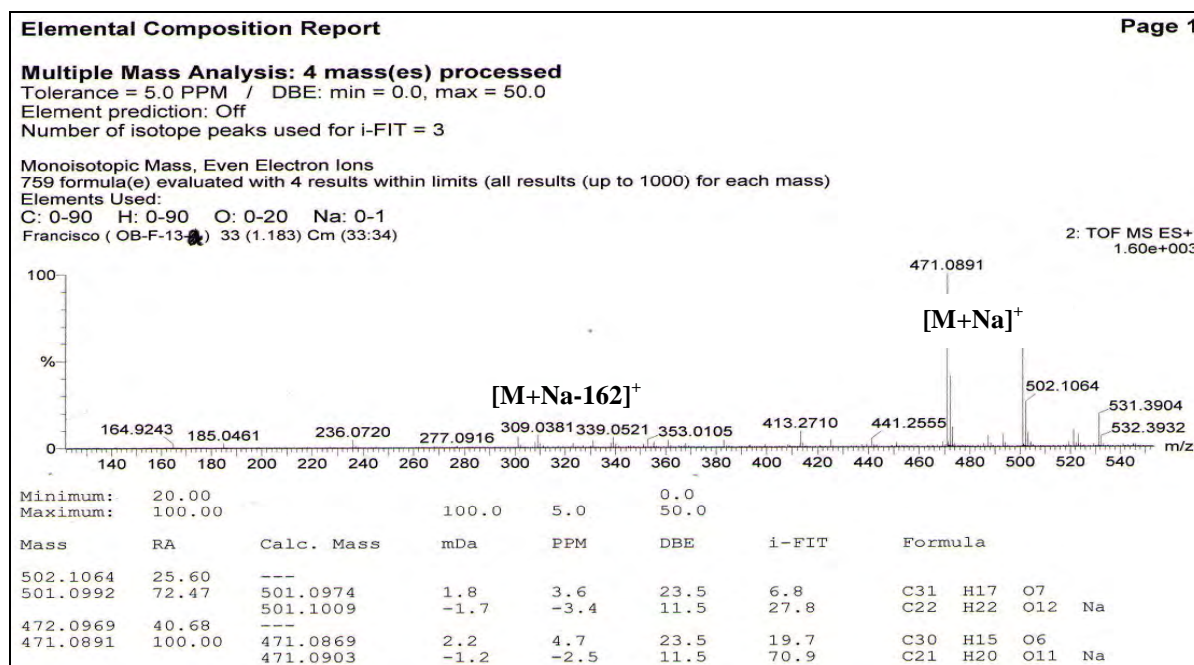 Elemental Composition Report Page 1
Multiple Mass Analysis: 4 mass(es) processed
Tolerance = 5.0 PPM / DBE: min = 0.0, max = 50.0
Element prediction: Off
Number of isotope peaks used for i-FIT = 3
Monoisotopic Mass, Even Electron Ions
759 formula(e) evaluated with 4 results within limits (all results (up to 1000) for each mass)
Elements Used:
C: 0-90 H: 0-90 O: 0-20 Na: 0-1
Francisco ( OB-F-13- ) 33 (1.183) Cm (33:34)
2: TOF MS ES+
1.60e+003
100
%
0
471.0891
[M+Na]+
[M+Na-162]+
502.1064
531.3904
532.3932
164.9243 185.0461 236.0720 277.0916 309.0381 339.0521 353.0105 413.2710 441.2555
m/z
140 160 180 200 220 240 260 280 300 320 340 360 380 400 420 440 460 480 500 520 540
Minimum: 20.00 0.0
Maximum: 100.00 100.0 5.0 50.0
Mass RA Calc. Mass mDa PPM DBE i-FIT Formula
502.1064 25.60 ---
501.0992 72.47 501.0974 1.8 3.6 23.5 6.8 C31 H17 O7
501.1009 -1.7 -3.4 11.5 27.8 C22 H22 O12 Na
472.0969 40.68 ---
471.0891 100.00 471.0869 2.2 4.7 23.5 19.7 C30 H15 O6
471.0903 -1.2 -2.5 11.5 70.9 C21 H20 O11 Na